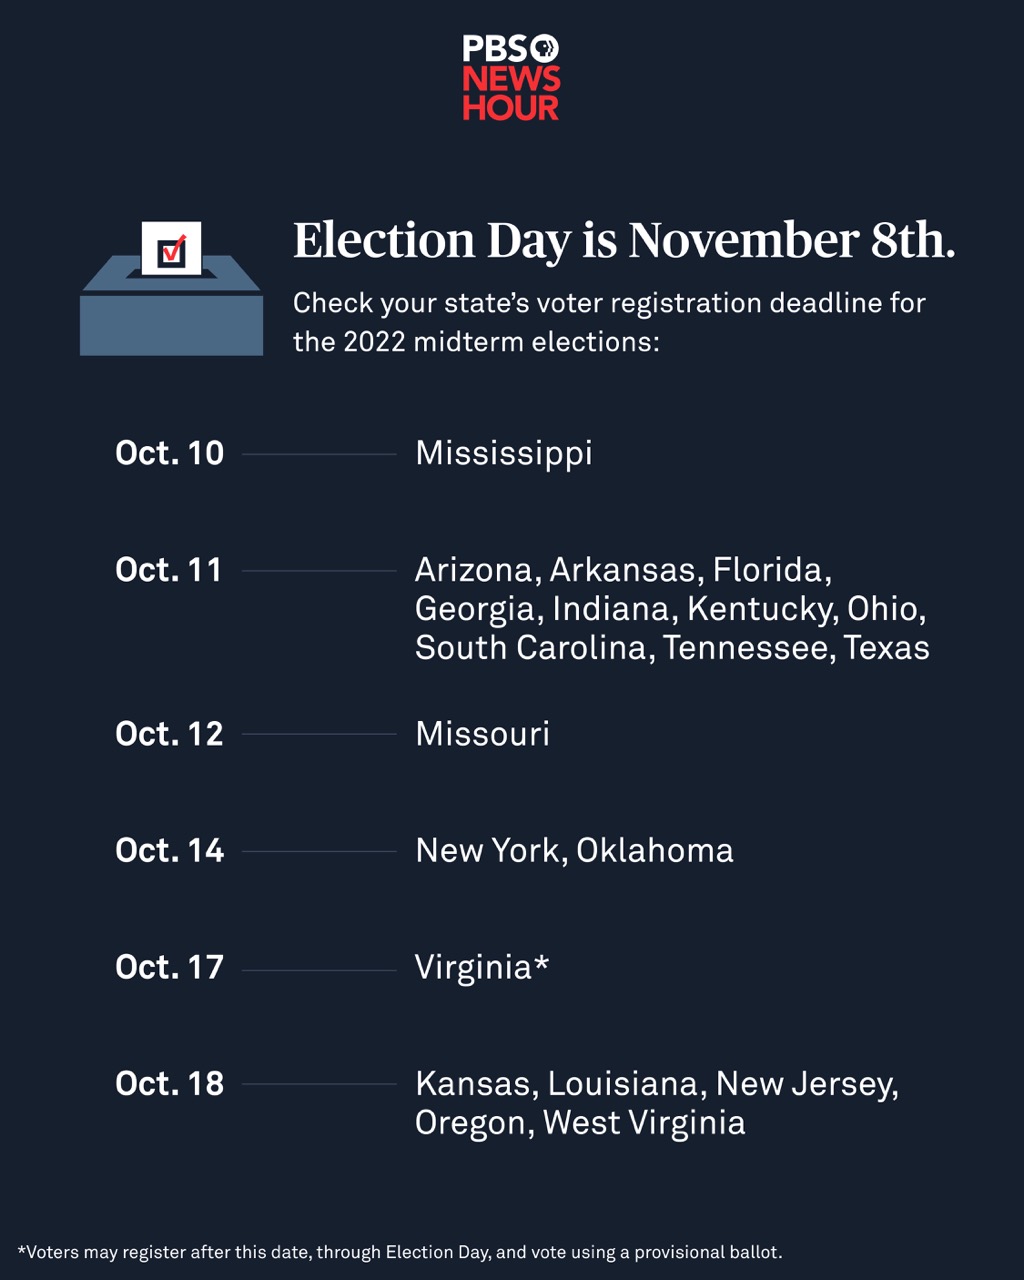 PBS
NEWS
HOUR
Election Day is November 8th.
Check your state’s voter registration deadline for
the 2022 midterm elections:
Oct. 10 Mississippi
Oct. 11 Arizona, Arkansas, Florida,
Georgia, Indiana, Kentucky, Ohio,
South Carolina, Tennessee, Texas
Oct. 12 Missouri
Oct. 14 New York, Oklahoma
Oct. 17 Virginia*
Oct. 18 Kansas, Louisiana, New Jersey,
Oregon, West Virginia
*Voters may register after this date, through Election Day, and vote using a provisional ballot.